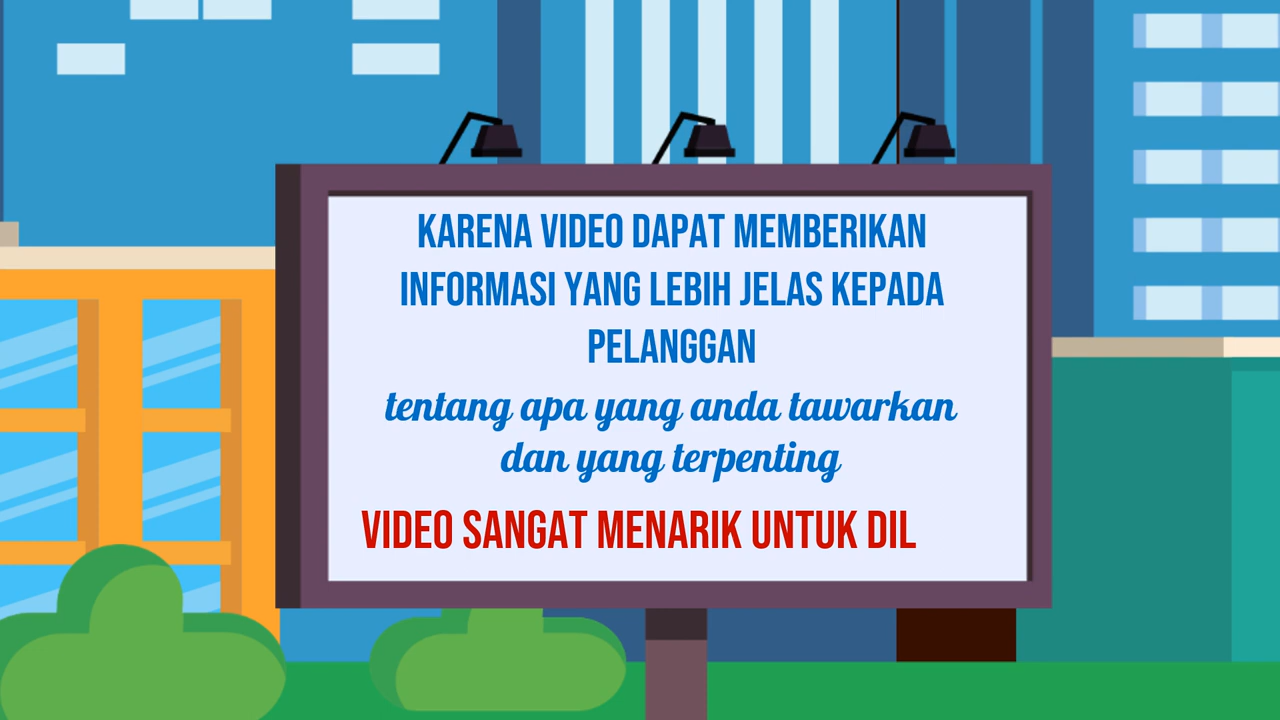 KARENA VIDEO DAPAT MEMBERIKAN
INFORMASI YANG LEBIH JELAS KEPADA
PELANGGAN
tentang apa yang anda tawarkan
dan yang terpenting
VIDEO SANGAT MENARIK UNTUK DIL